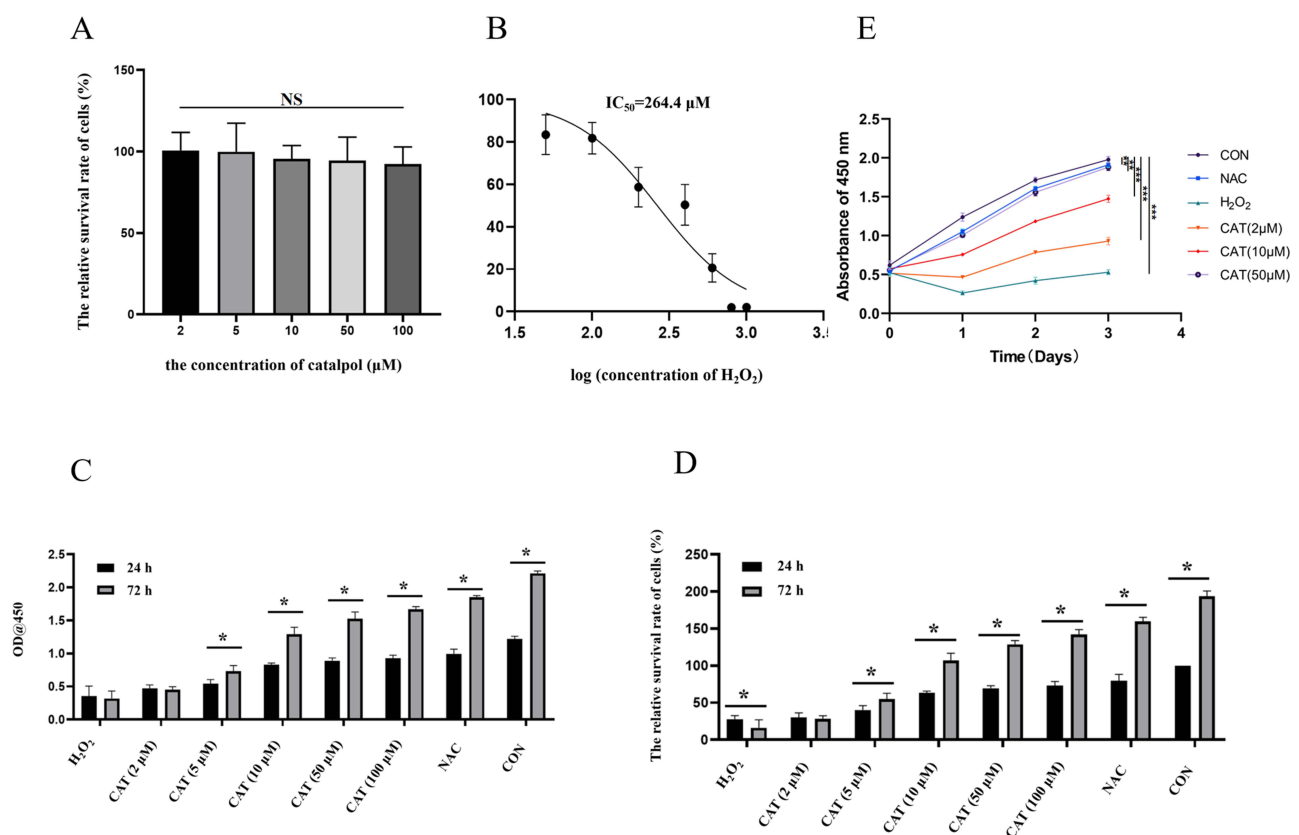 A
The relative survival rate of cells (%)
150
100
50
0
NS
2 5 10 50 100
the concentration of catalpol (μM)
B
IC₅₀=264.4 μM
100
80
60
40
20
0
1.5 2.0 2.5 3.0 3.5
log (concentration of H₂O₂)
E
Absorbance of 450 nm
2.5
2.0
1.5
1.0
0.5
0.0
0 1 2 3 4
Time(Days)
**
**
***
***
***
CON
NAC
H₂O₂
CAT(2μM)
CAT(10μM)
CAT(50μM)
C
OD@450
2.5
2.0
1.5
1.0
0.5
0.0
24 h
72 h
* * * * * *
H₂O₂
CAT (2 μM)
CAT (5 μM)
CAT (10 μM)
CAT (50 μM)
CAT (100 μM)
NAC
CON
D
The relative survival rate of cells (%)
250
200
150
100
50
0
24 h
72 h
* * * * * * *
H₂O₂
CAT (2 μM)
CAT (5 μM)
CAT (10 μM)
CAT (50 μM)
CAT (100 μM)
NAC
CON